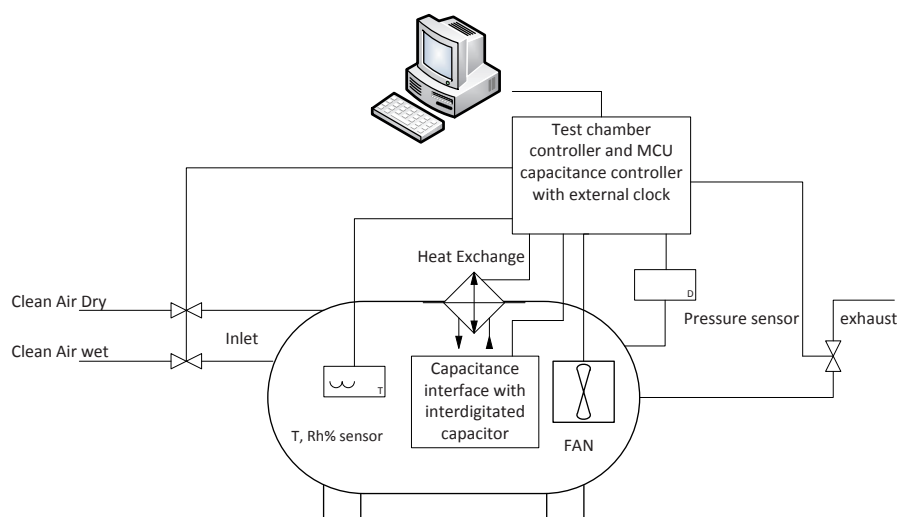 Test chamber
controller and MCU
capacitance controller
with external clock
Heat Exchange
Clean Air Dry
D
Inlet
Pressure sensor
exhaust
Clean Air wet
Capacitance
interface with
interdigitated
capacitor
T
T, Rh% sensor
FAN